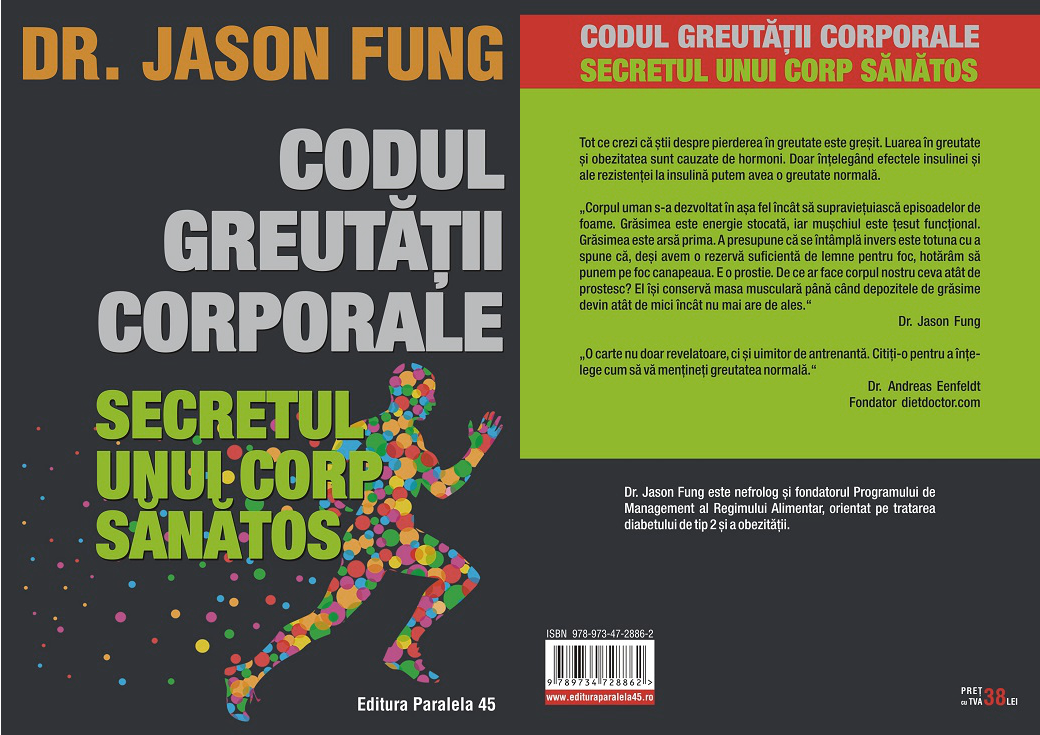 DR. JASON FUNG
CODUL
GREUTĂȚII
CORPORALE
SECRETUL
UNUI CORP
SĂNĂTOS
Editura Paralela 45
CODUL GREUTĂȚII CORPORALE
SECRETUL UNUI CORP SĂNĂTOS
Tot ce crezi că știi despre pierderea în greutate este greșit. Luarea în greutate
și obezitatea sunt cauzate de hormoni. Doar înțelegând efectele insulinei și
ale rezistenței la insulină putem avea o greutate normală.
„Corpul uman s-a dezvoltat în așa fel încât să supraviețuiască episoadelor de
foame. Grăsimea este energie stocată, iar mușchiul este țesut funcțional.
Grăsimea este arsă prima. A presupune că se întâmplă invers este totuna cu a
spune că, deși avem o rezervă suficientă de lemne pentru foc, hotărâm să
punem pe foc canapeaua. E o prostie. De ce ar face corpul nostru ceva atât de
prostesc? El își conservă masa musculară până când depozitele de grăsime
devin atât de mici încât nu mai are de ales.“
Dr. Jason Fung
„O carte nu doar revelatoare, ci și uimitor de antrenantă. Citiți-o pentru a înțe-
lege cum să vă mențineți greutatea normală.“
Dr. Andreas Eenfeldt
Fondator dietdoctor.com
Dr. Jason Fung este nefrolog și fondatorul Programului de
Management al Regimului Alimentar, orientat pe tratarea
diabetului de tip 2 și a obezității.
ISBN 978-973-47-2886-2
9 789734 728862 >
www.edituraparalela45.ro
PREȚ
cu TVA 38 LEI